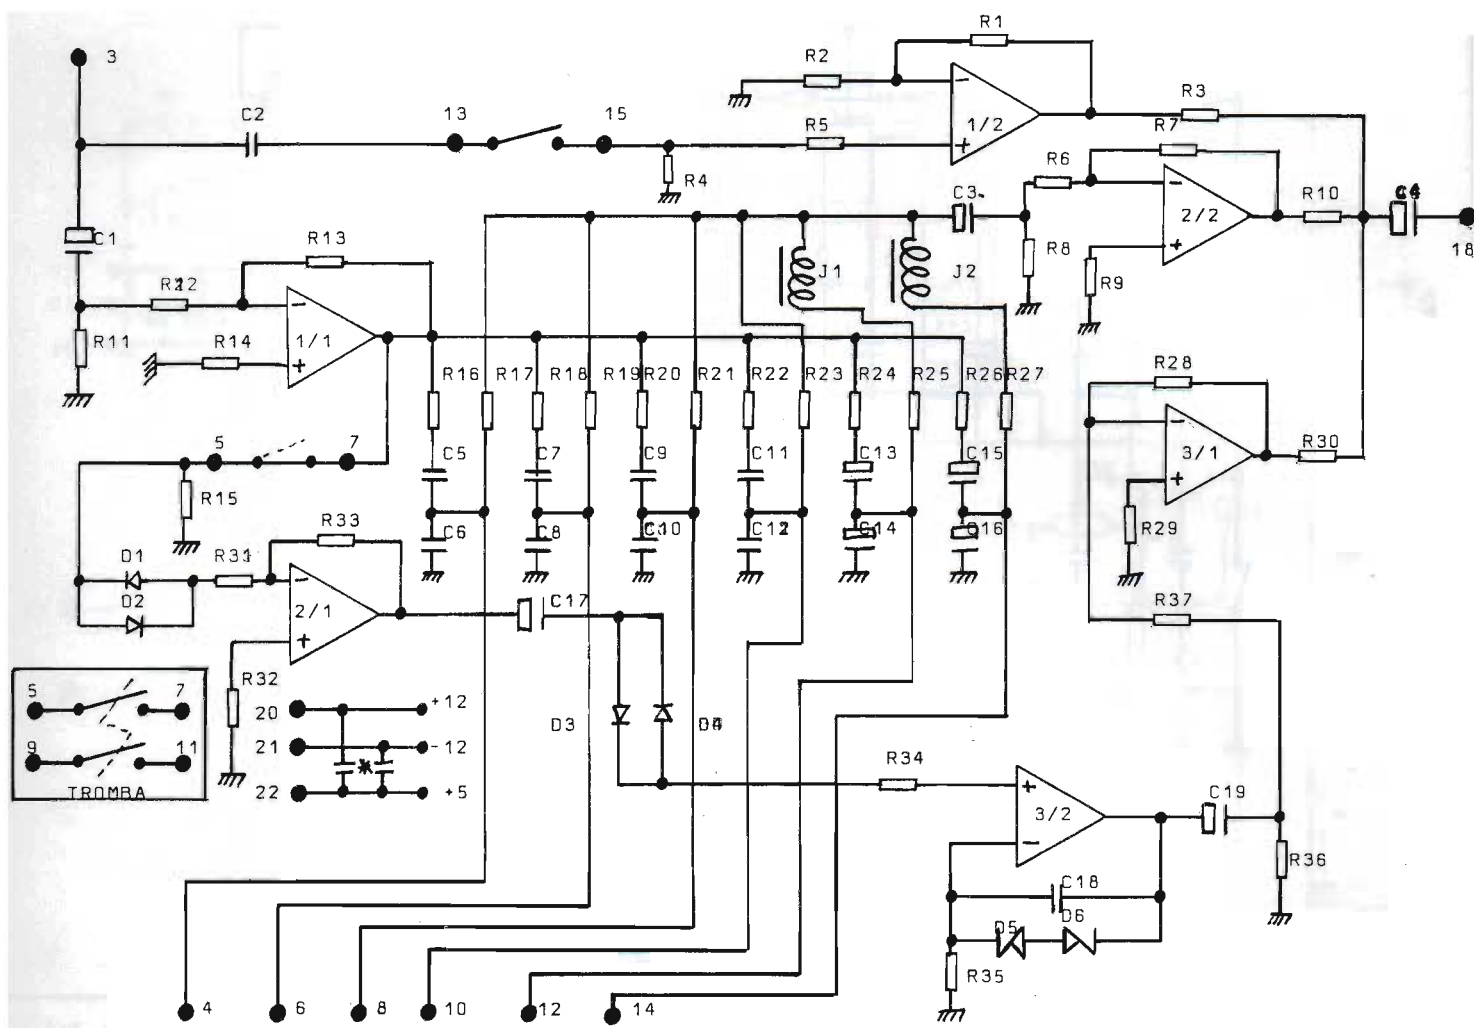 R1
3
R2
R3
C2
13
15
R5
1/2
R7
R4
R6
C3
R10
C4
2/2
C1
R13
R8
18
J1
J2
R9
R12
R11
R14
1/1
R16
R17
R18
R19
R20
R21
R22
R23
R24
R25
R26
R27
R28
5
7
C5
C7
C9
C11
C13
C15
3/1
R30
R15
R33
C6
C8
C10
C12
C14
C16
R29
D1
R31
D2
2/1
C17
R37
R32
5
7
20
+12
D3
D4
9
11
21
-12
*
R34
TROMBA
22
+5
3/2
C19
R36
C18
D5
D6
R35
4
6
8
10
12
14